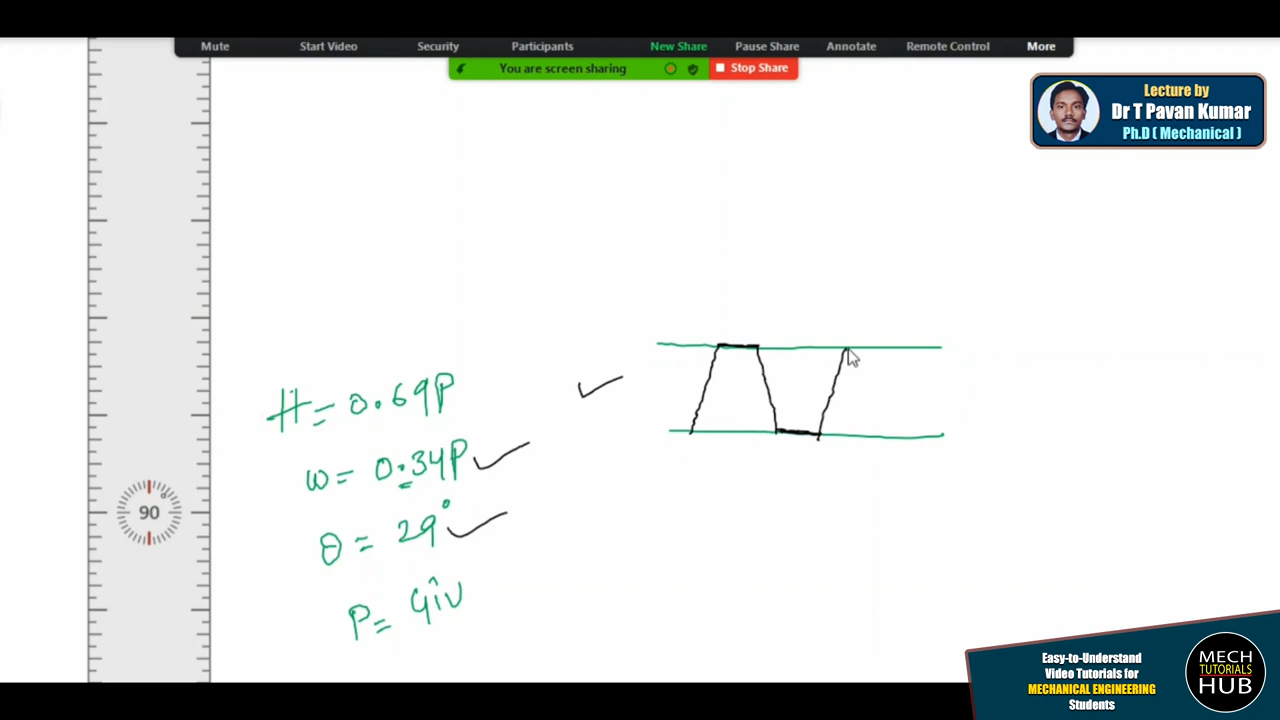 Mute Start Video Security Participants New Share Pause Share Annotate Remote Control More
You are screen sharing Stop Share
Lecture by
Dr T Pavan Kumar
Ph.D ( Mechanical )
H = 0.69P
w = 0.34P
θ = 29°
P = Giv
90
Easy-to-Understand
Video Tutorials for
MECHANICAL ENGINEERING
Students
MECH
TUTORIALS
HUB